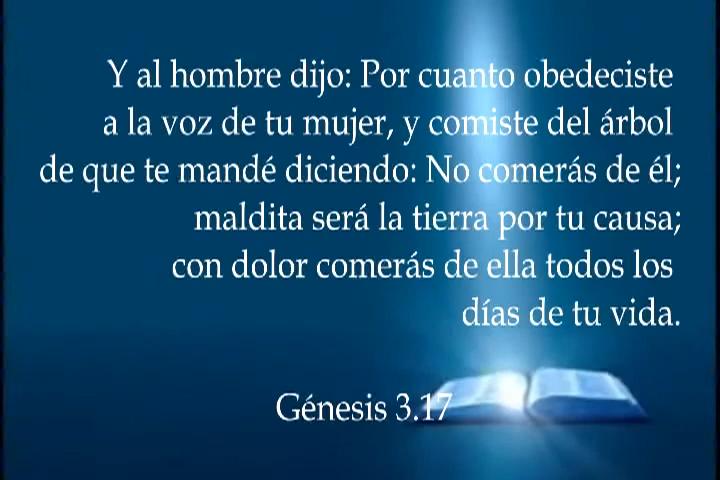 Y al hombre dijo: Por cuanto obedeciste
a la voz de tu mujer, y comiste del árbol
de que te mandé diciendo: No comerás de él;
maldita será la tierra por tu causa;
con dolor comerás de ella todos los
días de tu vida.
Génesis 3.17